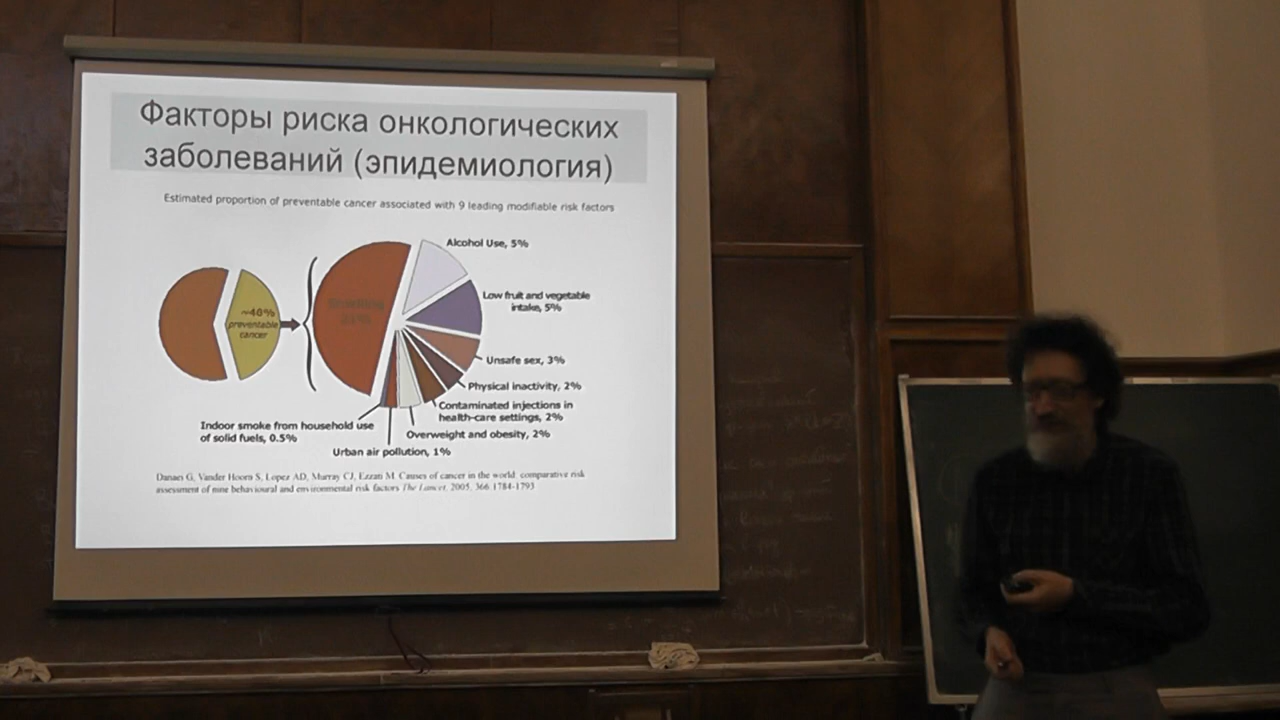 Факторы риска онкологических
заболеваний (эпидемиология)
Estimated proportion of preventable cancer associated with 9 leading modifiable risk factors
Alcohol Use, 5%
~40%
preventable
cancer
Low fruit and vegetable
intake, 5%
Unsafe sex, 3%
Physical inactivity, 2%
Contaminated injections in
health-care settings, 2%
Overweight and obesity, 2%
Indoor smoke from household use
of solid fuels, 0.5%
Urban air pollution, 1%
Danaei G, Vander Hoorn S, Lopez AD, Murray CJ, Ezzati M. Causes of cancer in the world: comparative risk
assessment of nine behavioural and environmental risk factors The Lancet, 2005, 366:1784-1793